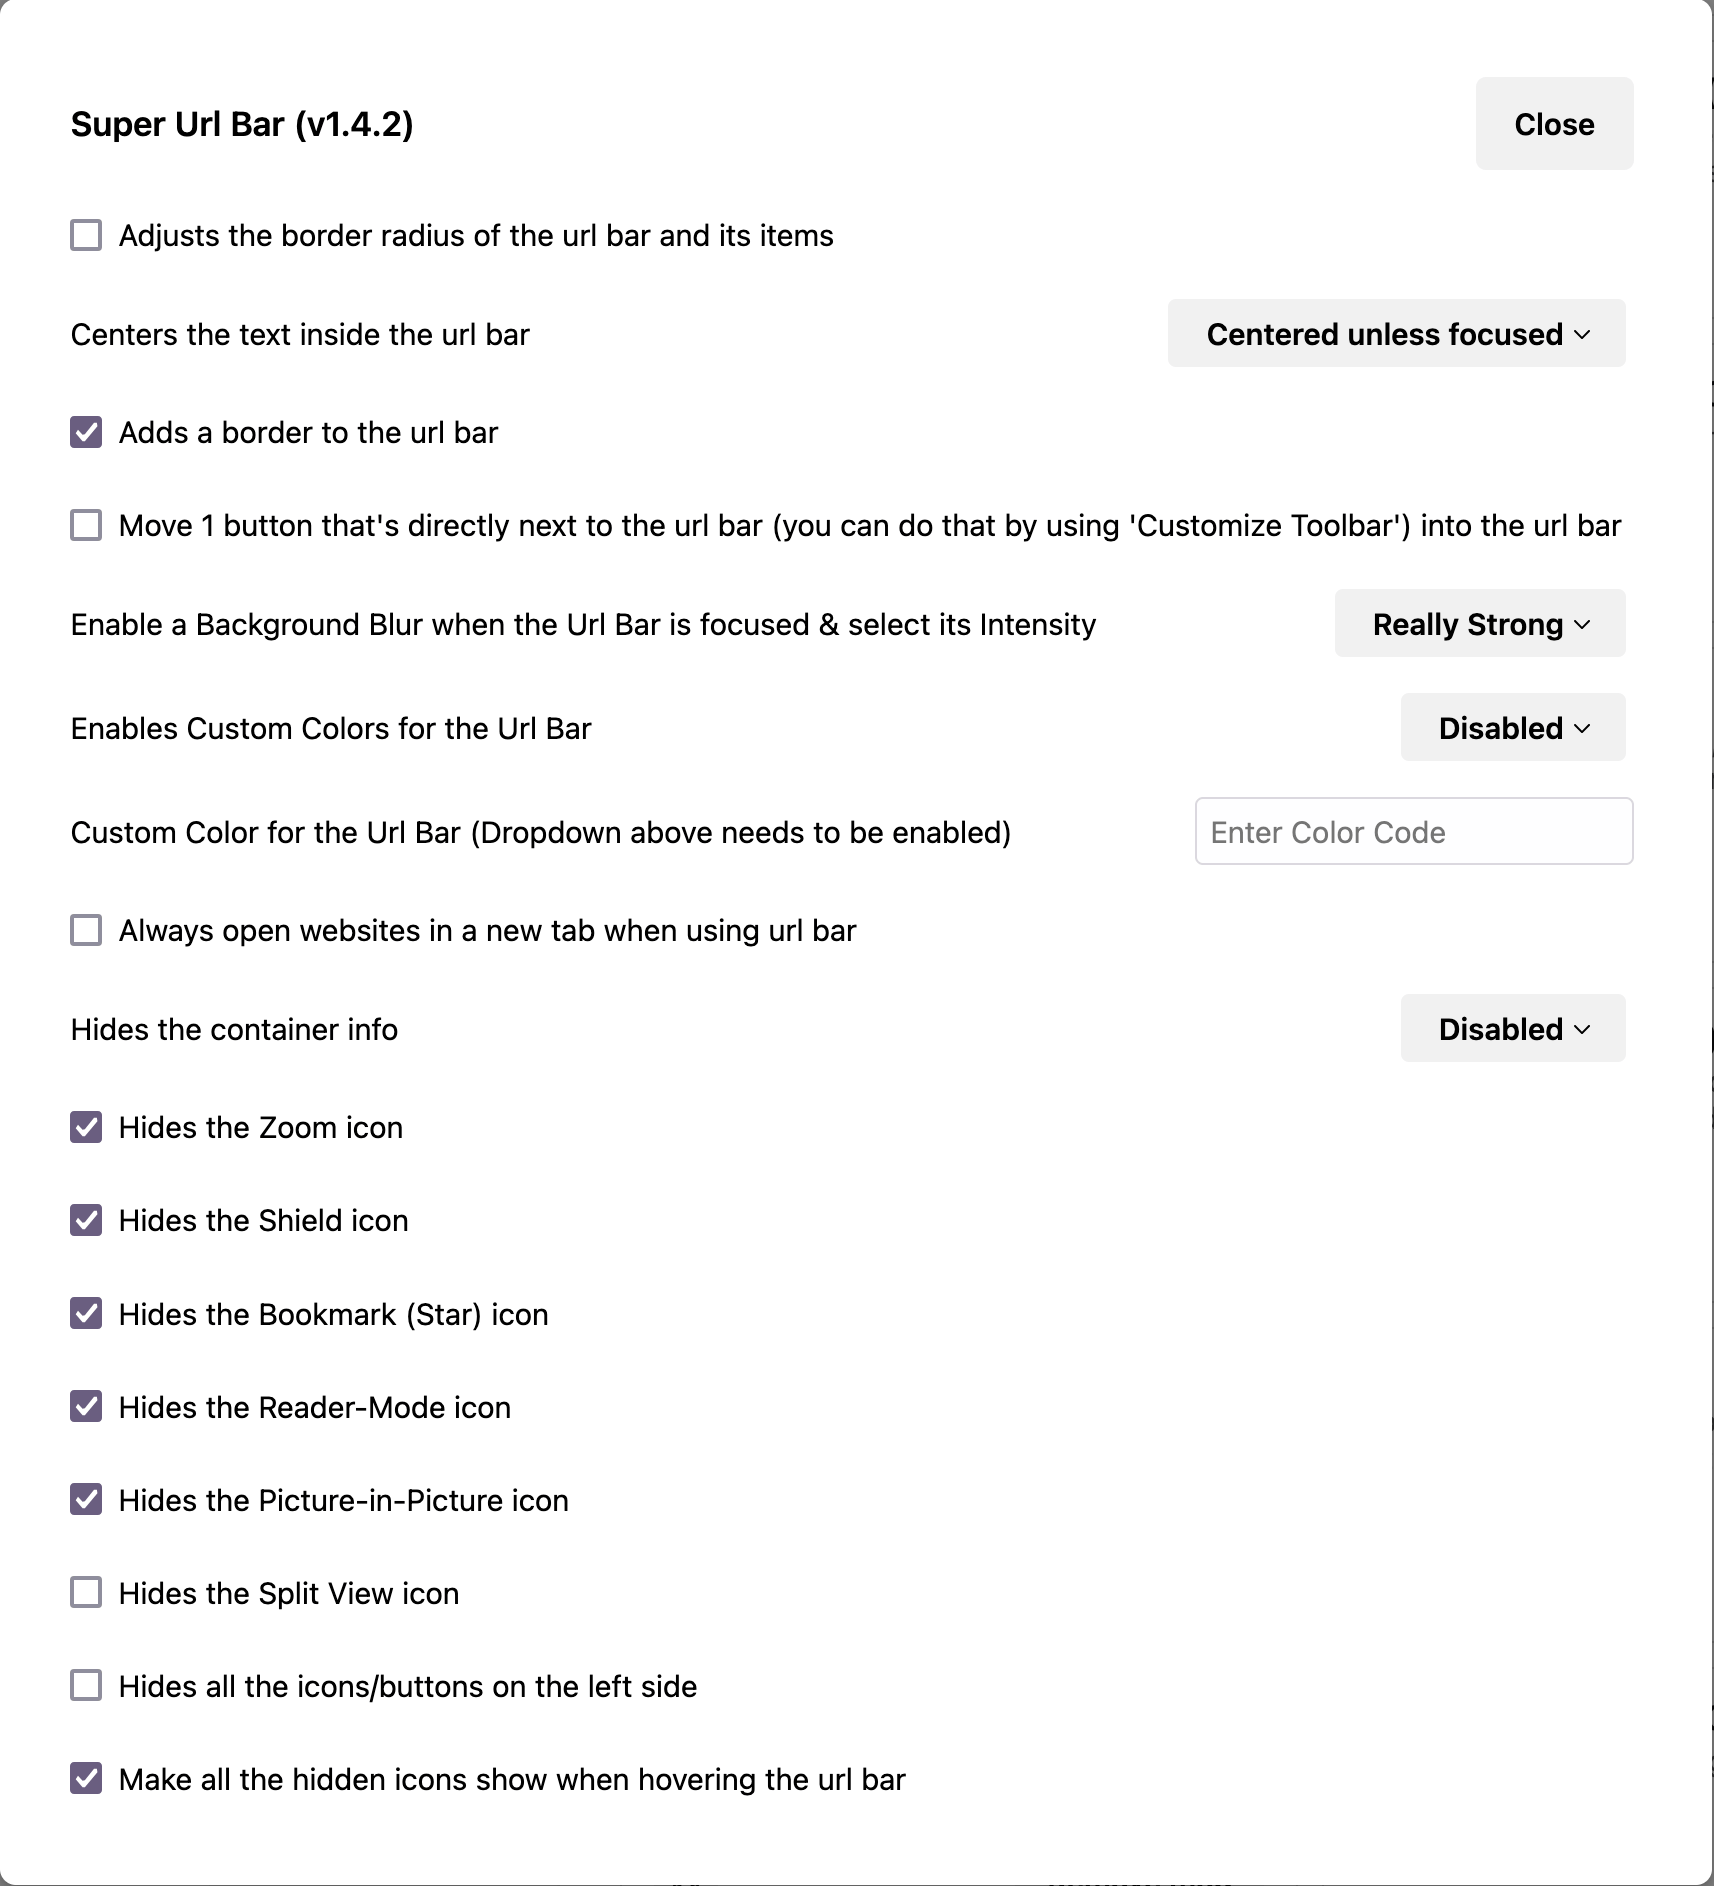 Super Url Bar (v1.4.2)
Close
Adjusts the border radius of the url bar and its items
Centers the text inside the url bar
Centered unless focused
Adds a border to the url bar
Move 1 button that's directly next to the url bar (you can do that by using 'Customize Toolbar') into the url bar
Enable a Background Blur when the Url Bar is focused & select its Intensity
Really Strong
Enables Custom Colors for the Url Bar
Disabled
Custom Color for the Url Bar (Dropdown above needs to be enabled)
Enter Color Code
Always open websites in a new tab when using url bar
Hides the container info
Disabled
Hides the Zoom icon
Hides the Shield icon
Hides the Bookmark (Star) icon
Hides the Reader-Mode icon
Hides the Picture-in-Picture icon
Hides the Split View icon
Hides all the icons/buttons on the left side
Make all the hidden icons show when hovering the url bar